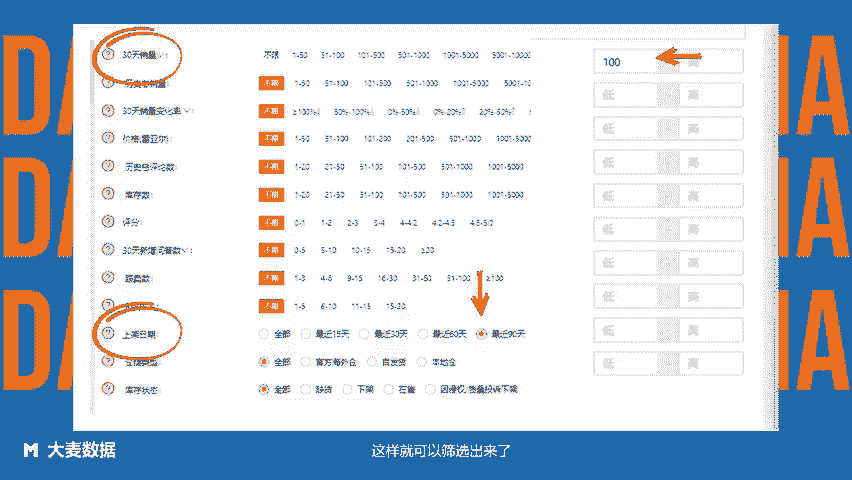 DA
DA
DA
IA
IA
IA
30天销量
不限 1-50 51-100 101-500 501-1000 1001-5000 5001-10000
100 高
不限 1-50 51-100 101-500 501-1000 1001-5000
低 - 高
30天销量变化率
不限 ≥100% 50%-100% 0%-50% 0%-20% 20%-50%
低 - 高
不限 1-50 51-100 101-200 201-500 501-1000 1001-5000
低 - 高
历史总评论数:
不限 1-20 21-50 51-100 101-500 501-1000 1001-5000
低 - 高
库存数:
不限 1-20 21-50 51-100 101-500 501-1000 1001-5000
低 - 高
评分:
不限 0-1 1-2 2-3 3-4 4-4.2 4.2-4.5 4.5-5.0
低 - 高
30天新增问答数
不限 0-5 5-10 10-15 15-20 ≥20
低 - 高
跟卖数:
不限 1-3 4-8 9-15 16-30 31-50 51-100 ≥100
低 - 高
不限 1-5 6-10 11-15 15-20
低 - 高
上架日期:
全部 最近15天 最近30天 最近60天 最近90天
全部 官方海外仓 自发货 本地仓
库存状态:
全部 缺货 下架 在售 因侵权/质量投诉下架
大麦数据
这样就可以筛选出来了